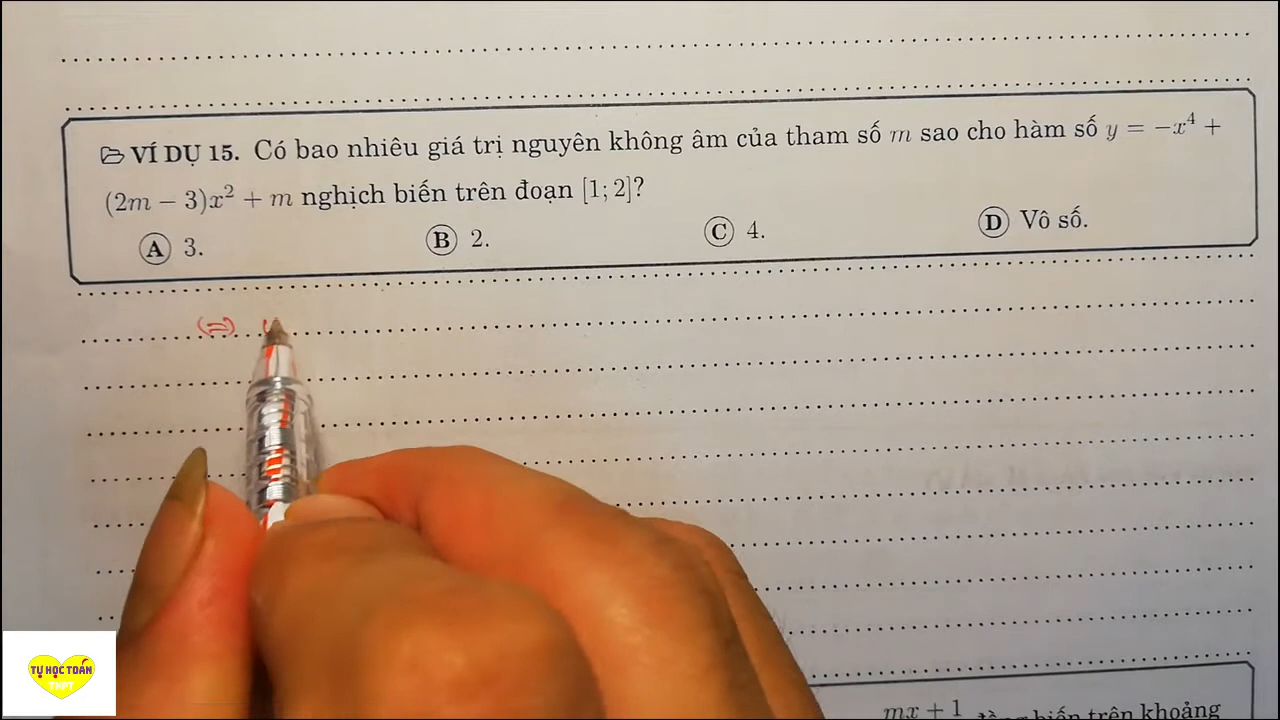 VÍ DỤ 15. Có bao nhiêu giá trị nguyên không âm của tham số m sao cho hàm số y = −x⁴ +
(2m − 3)x² + m nghịch biến trên đoạn [1; 2]?
A 3. B 2. C 4. D Vô số.
(=)
TỰ HỌC TOÁN
THPT
mx + 1
biến trên khoảng